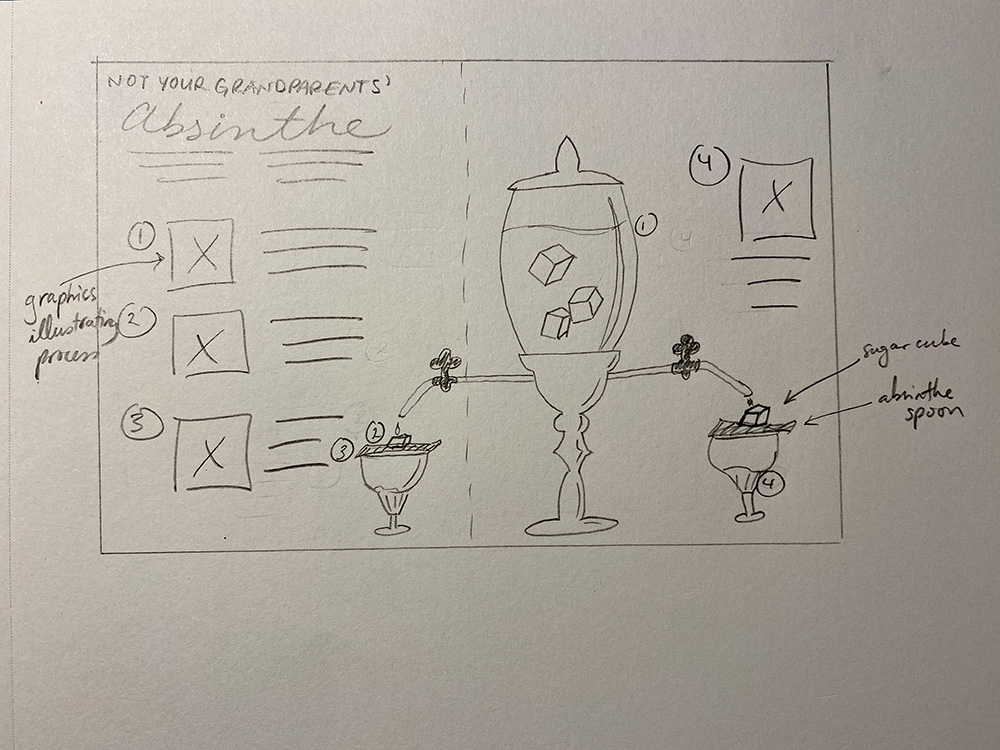 NOT YOUR GRANDPARENTS'
Absinthe
4
X
1
X
1
graphics
illustrating
process
2
X
sugar cube
absinthe
spoon
3
X
2
3
4